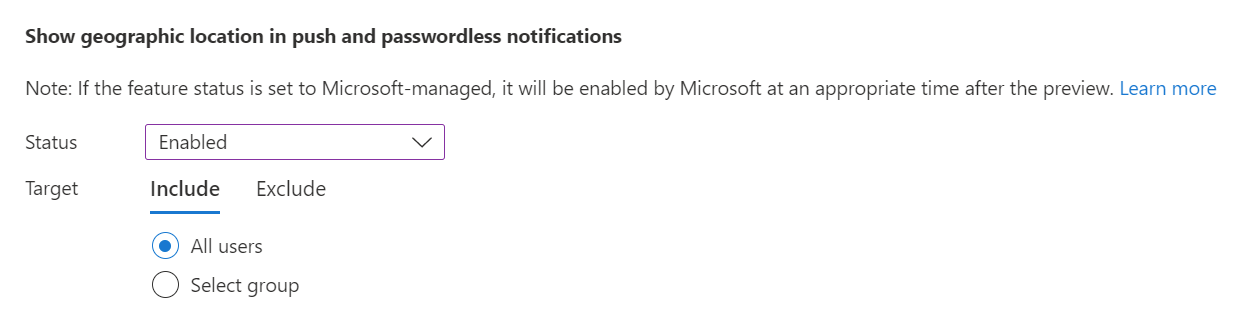 Show geographic location in push and passwordless notifications
Note: If the feature status is set to Microsoft-managed, it will be enabled by Microsoft at an appropriate time after the preview. Learn more
Status Enabled
Target Include Exclude
All users
Select group